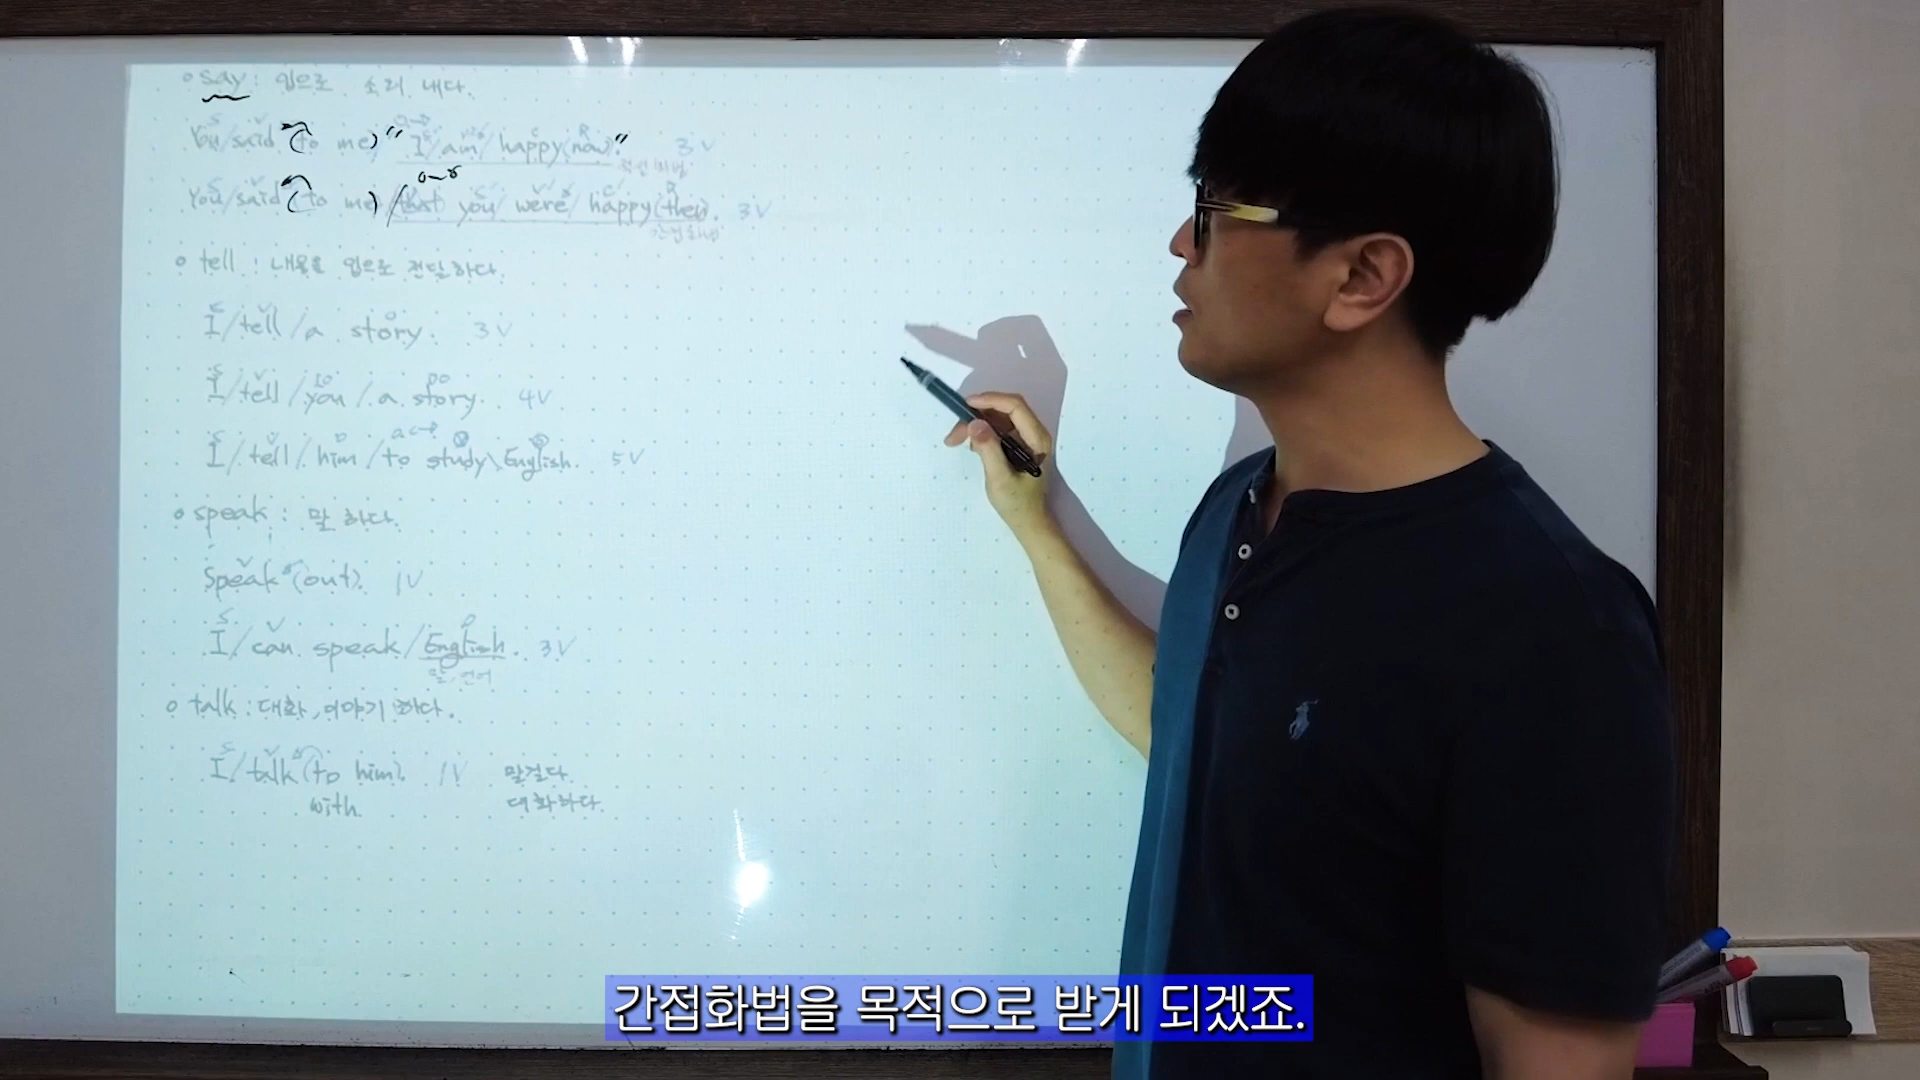 o say : 입으로 소리 내다.
You/said (to me)/"I/am/happy(now)." 3V
직접화법
You/said (to me)/(that) you/were/happy(then). 3V
간접화법
o tell : 내용을 입으로 전달하다.
I/tell/a story. 3V
I/tell/you/a story. 4V
I/tell/him/to study\English. 5V
o speak : 말 하다.
Speak (out). 1V
I/can speak/English. 3V
말, 언어
o talk : 대화, 이야기 하다.
I/talk (to him). 1V 말걸다.
with 대화하다.
간접화법을 목적으로 받게 되겠죠.